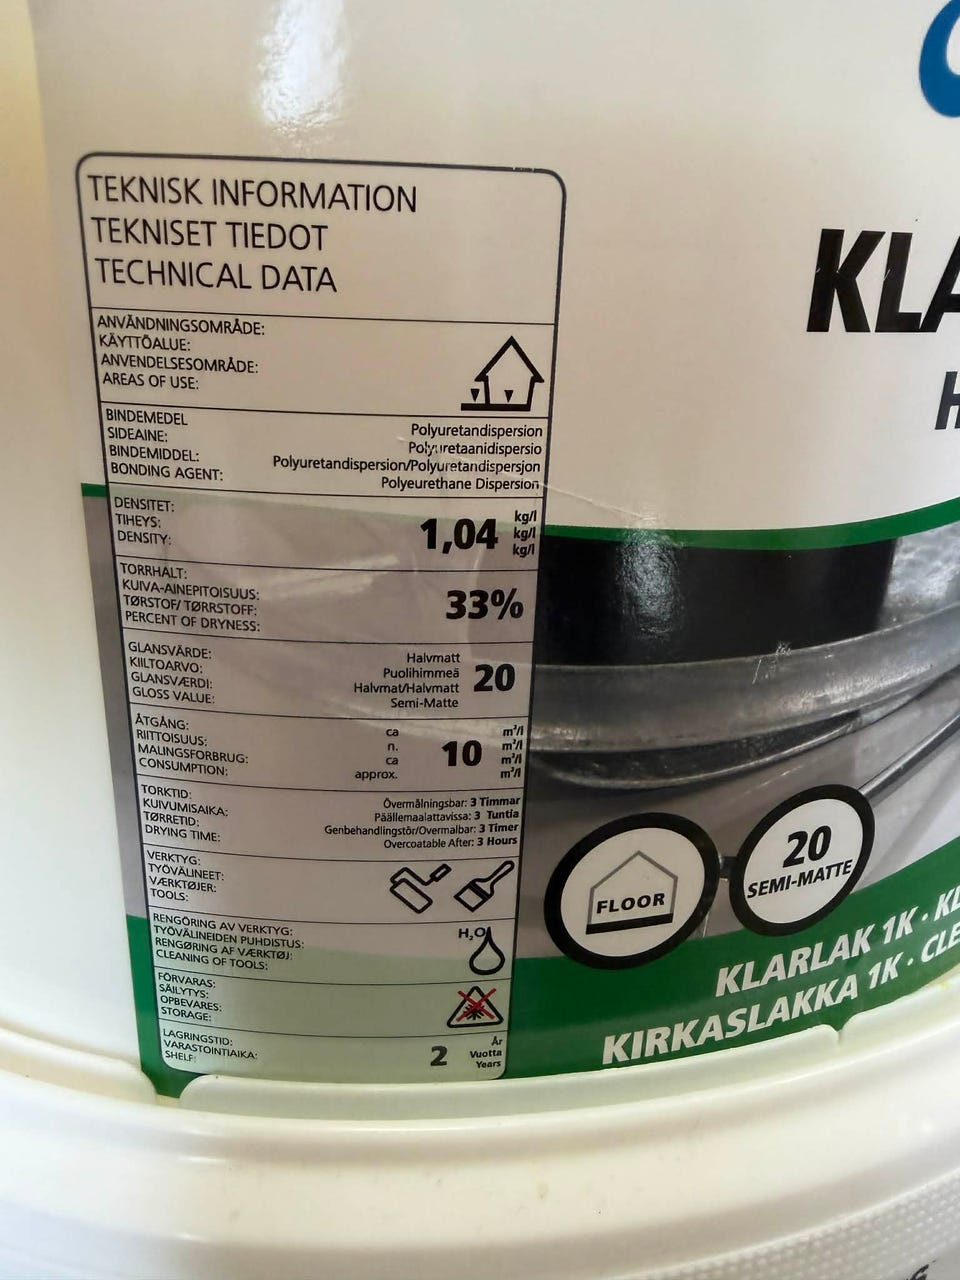 TEKNISK INFORMATION
TEKNISET TIEDOT
TECHNICAL DATA
ANVÄNDNINGSOMRÅDE:
KÄYTTÖALUE:
ANVENDELSESOMRÅDE:
AREAS OF USE:
BINDEMEDEL Polyuretandispersion
SIDEAINE: Polyuretaanidispersio
BINDEMIDDEL: Polyuretandispersion/Polyuretandispersjon
BONDING AGENT: Polyeurethane Dispersion
DENSITET: kg/l
TIHEYS: 1,04 kg/l
DENSITY: kg/l
TORRHALT:
KUIVA-AINEPITOISUUS: 33%
TØRSTOF/ TØRRSTOFF:
PERCENT OF DRYNESS:
GLANSVÄRDE: Halvmatt
KIILTOARVO: Puolihimmeä 20
GLANSVÆRDI: Halvmat/Halvmatt
GLOSS VALUE: Semi-Matte
ÅTGÅNG: ca m²/l
RIITTOISUUS: n. 10 m²/l
MALINGSFORBRUG: ca m²/l
CONSUMPTION: approx. m²/l
TORKTID: Övermålningsbar: 3 Timmar
KUIVUMISAIKA: Päällemaalattavissa: 3 Tuntia
TØRRETID: Genbehandlingstör/Overmalbar: 3 Timer
DRYING TIME: Overcoatable After: 3 Hours
VERKTYG:
TYÖVÄLINEET:
VÆRKTØJER:
TOOLS:
RENGÖRING AV VERKTYG: H₂O
TYÖVÄLINEIDEN PUHDISTUS:
RENGØRING AF VÆRKTØJ:
CLEANING OF TOOLS:
FÖRVARAS:
SÄILYTYS:
OPBEVARES:
STORAGE:
LAGRINGSTID: År
VARASTOINTIAIKA: 2 Vuotta
SHELF: Years
KLA
H
FLOOR
20
SEMI-MATTE
KLARLAK 1K · KL
KIRKASLAKKA 1K · CLE